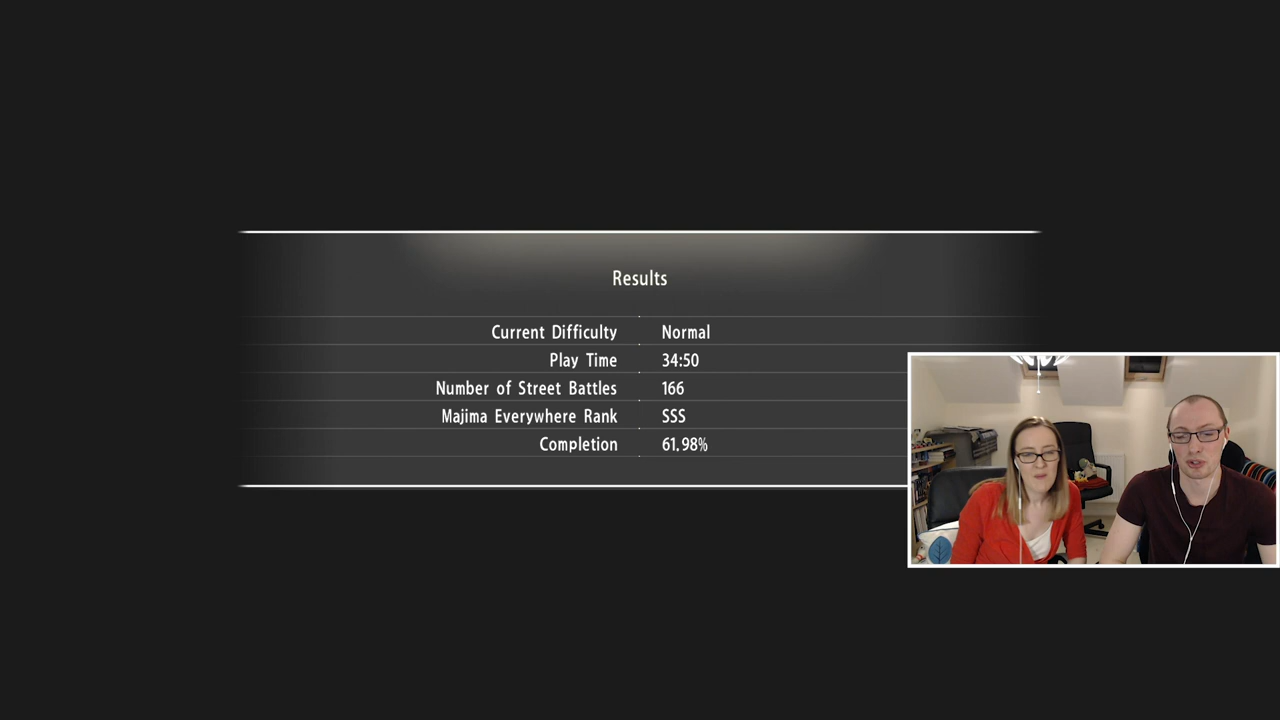 Results
Current Difficulty Normal
Play Time 34:50
Number of Street Battles 166
Majima Everywhere Rank SSS
Completion 61.98%